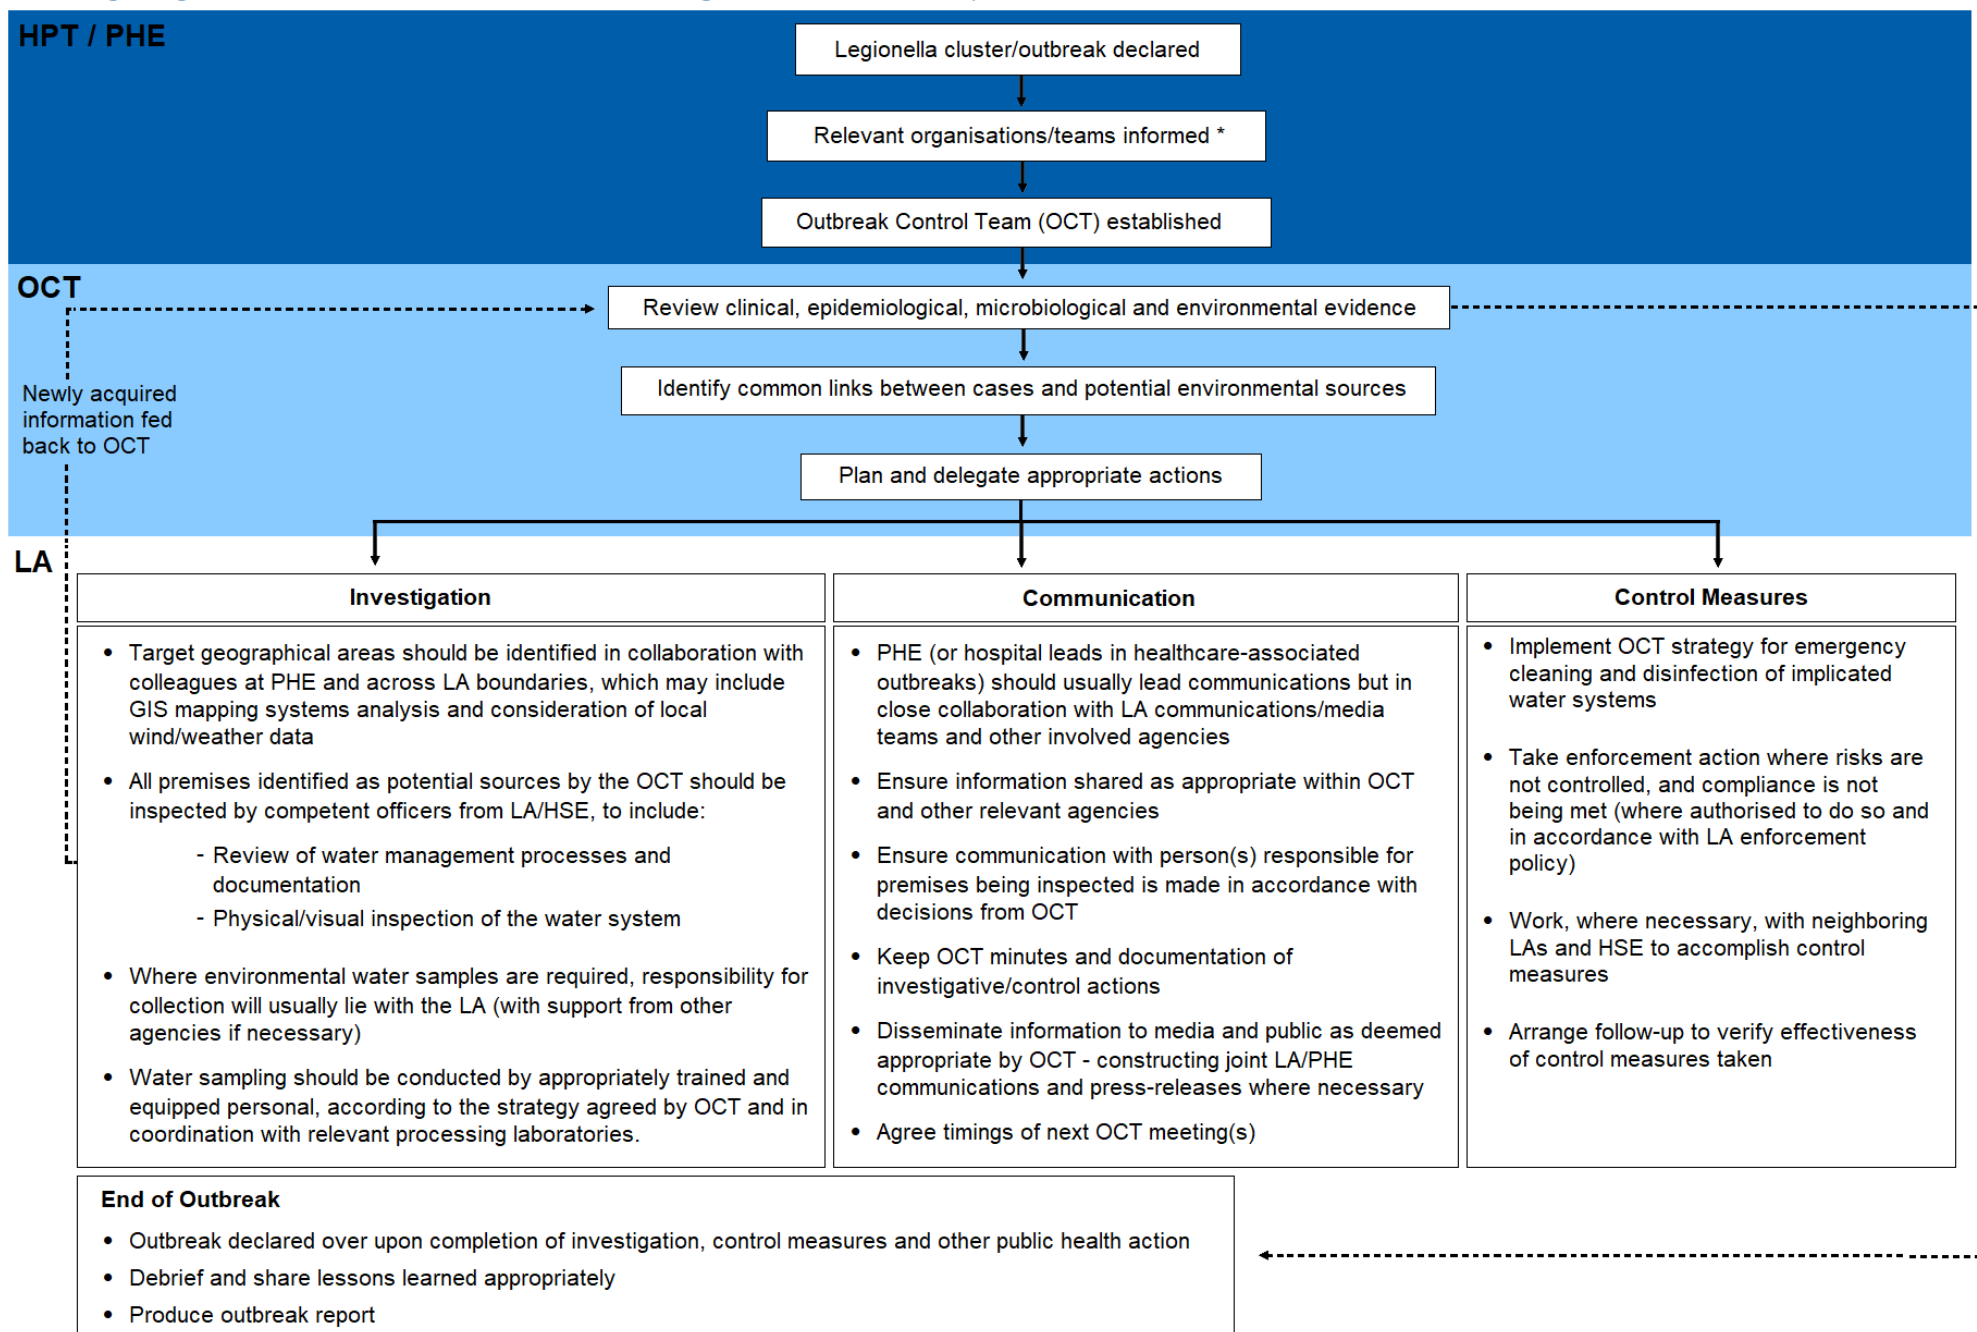 HPT / PHE
Legionella cluster/outbreak declared
Relevant organisations/teams informed *
Outbreak Control Team (OCT) established
OCT
Review clinical, epidemiological, microbiological and environmental evidence
Identify common links between cases and potential environmental sources
Newly acquired
information fed
back to OCT
Plan and delegate appropriate actions
LA
Investigation
• Target geographical areas should be identified in collaboration with
colleagues at PHE and across LA boundaries, which may include
GIS mapping systems analysis and consideration of local
wind/weather data
• All premises identified as potential sources by the OCT should be
inspected by competent officers from LA/HSE, to include:
- Review of water management processes and
documentation
- Physical/visual inspection of the water system
• Where environmental water samples are required, responsibility for
collection will usually lie with the LA (with support from other
agencies if necessary)
• Water sampling should be conducted by appropriately trained and
equipped personal, according to the strategy agreed by OCT and in
coordination with relevant processing laboratories.
Communication
• PHE (or hospital leads in healthcare-associated
outbreaks) should usually lead communications but in
close collaboration with LA communications/media
teams and other involved agencies
• Ensure information shared as appropriate within OCT
and other relevant agencies
• Ensure communication with person(s) responsible for
premises being inspected is made in accordance with
decisions from OCT
• Keep OCT minutes and documentation of
investigative/control actions
• Disseminate information to media and public as deemed
appropriate by OCT - constructing joint LA/PHE
communications and press-releases where necessary
• Agree timings of next OCT meeting(s)
Control Measures
• Implement OCT strategy for emergency
cleaning and disinfection of implicated
water systems
• Take enforcement action where risks are
not controlled, and compliance is not
being met (where authorised to do so and
in accordance with LA enforcement
policy)
• Work, where necessary, with neighboring
LAs and HSE to accomplish control
measures
• Arrange follow-up to verify effectiveness
of control measures taken
End of Outbreak
• Outbreak declared over upon completion of investigation, control measures and other public health action
• Debrief and share lessons learned appropriately
• Produce outbreak report